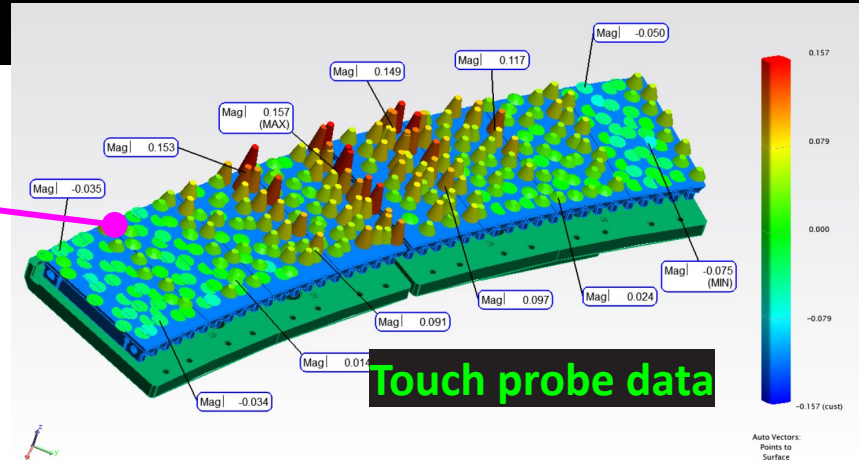 Mag| -0.050
Mag| 0.117
Mag| 0.149
Mag| 0.157
(MAX)
Mag| 0.153
Mag| -0.035
Mag| -0.075
(MIN)
Mag| 0.024
Mag| 0.097
Mag| 0.091
Mag| 0.014
Mag| -0.034
Touch probe data
0.157
0.079
0.000
-0.079
-0.157 (cust)
Auto Vectors:
Points to
Surface
Z
Y